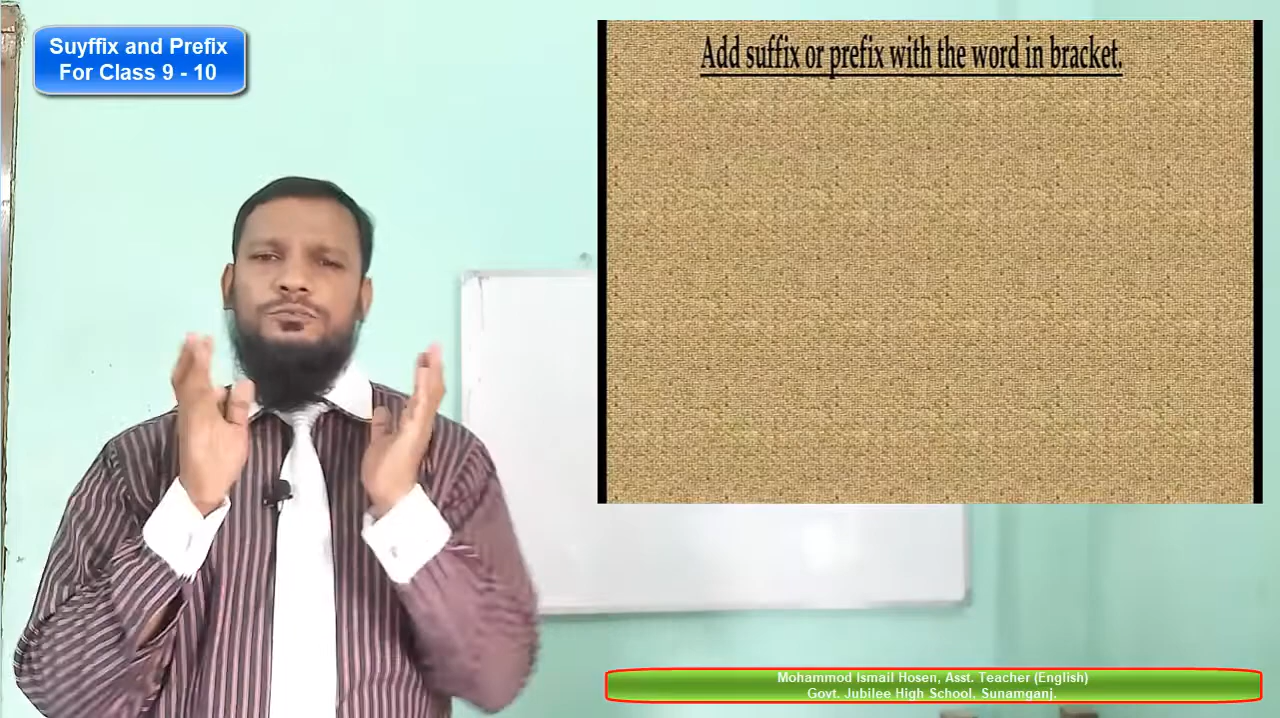 Suyffix and Prefix
For Class 9 - 10
Add suffix or prefix with the word in bracket.
Mohammod Ismail Hosen, Asst. Teacher (English)
Govt. Jubilee High School, Sunamganj.